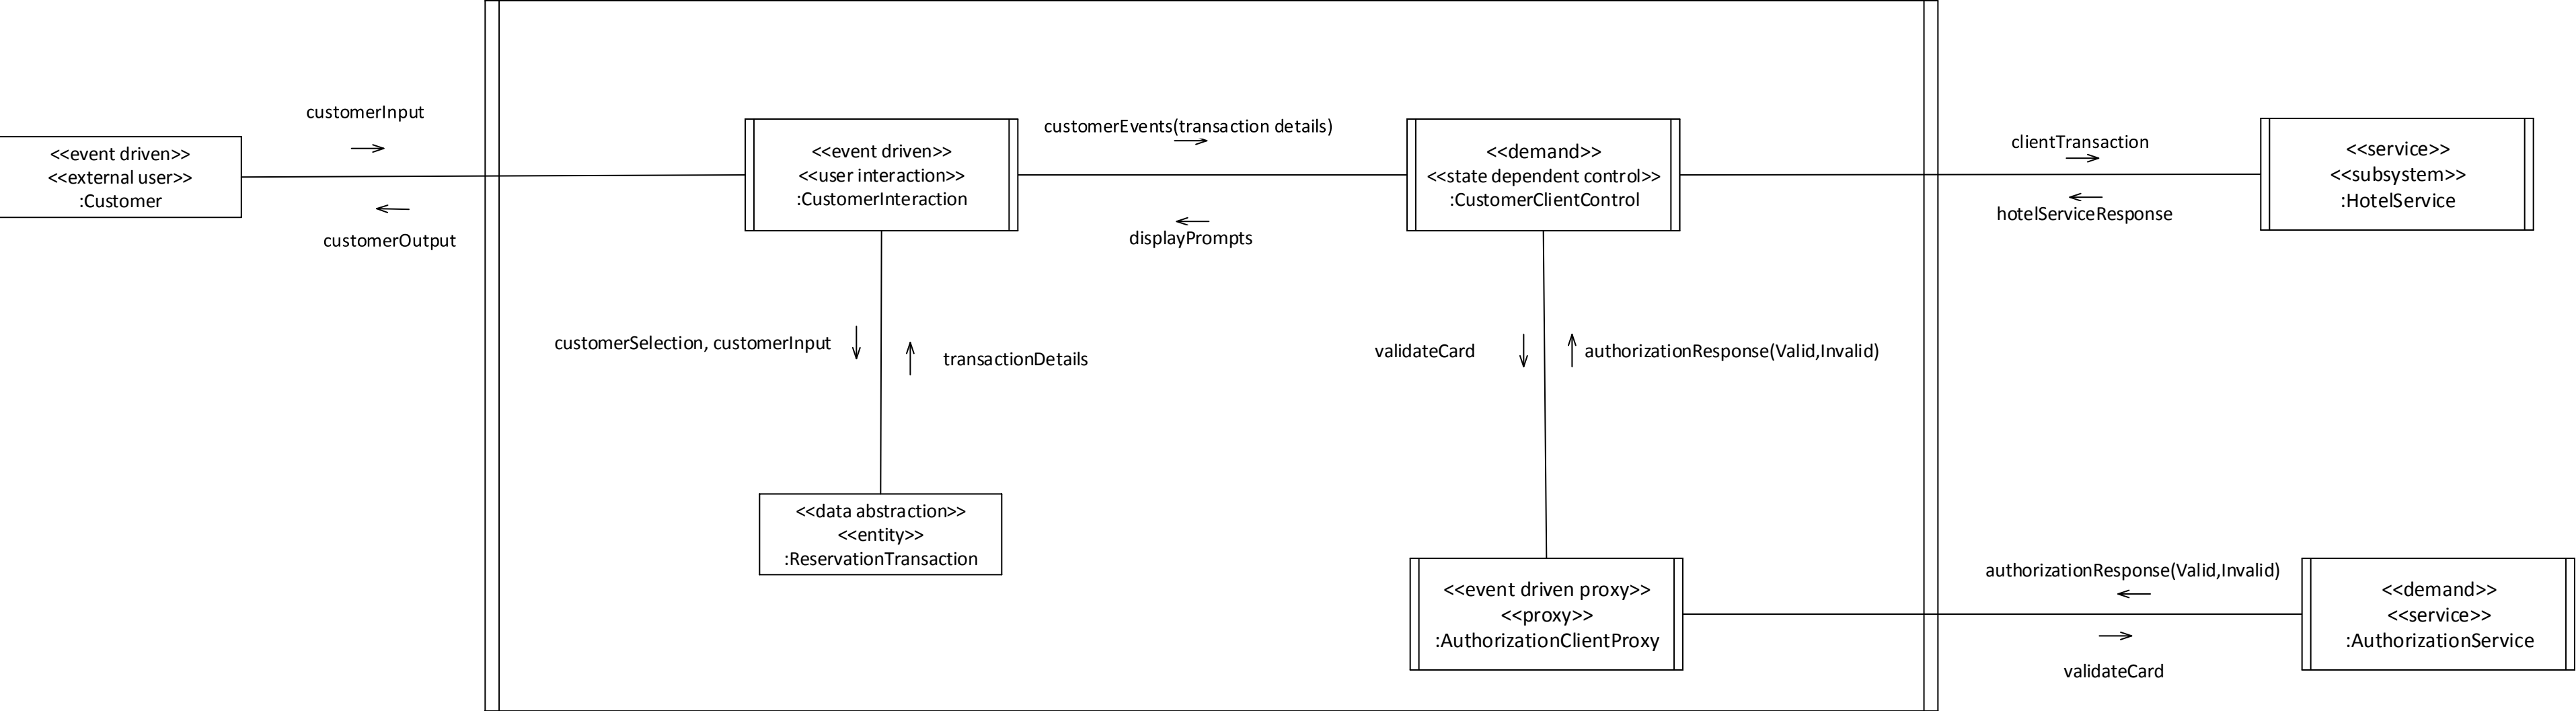 customerInput
<<event driven>>
<<external user>>
:Customer
customerOutput
<<event driven>>
<<user interaction>>
:CustomerInteraction
customerEvents(transaction details)
displayPrompts
<<demand>>
<<state dependent control>>
:CustomerClientControl
clientTransaction
hotelServiceResponse
<<service>>
<<subsystem>>
:HotelService
customerSelection, customerInput
transactionDetails
validateCard
authorizationResponse(Valid,Invalid)
<<data abstraction>>
<<entity>>
:ReservationTransaction
<<event driven proxy>>
<<proxy>>
:AuthorizationClientProxy
authorizationResponse(Valid,Invalid)
validateCard
<<demand>>
<<service>>
:AuthorizationService